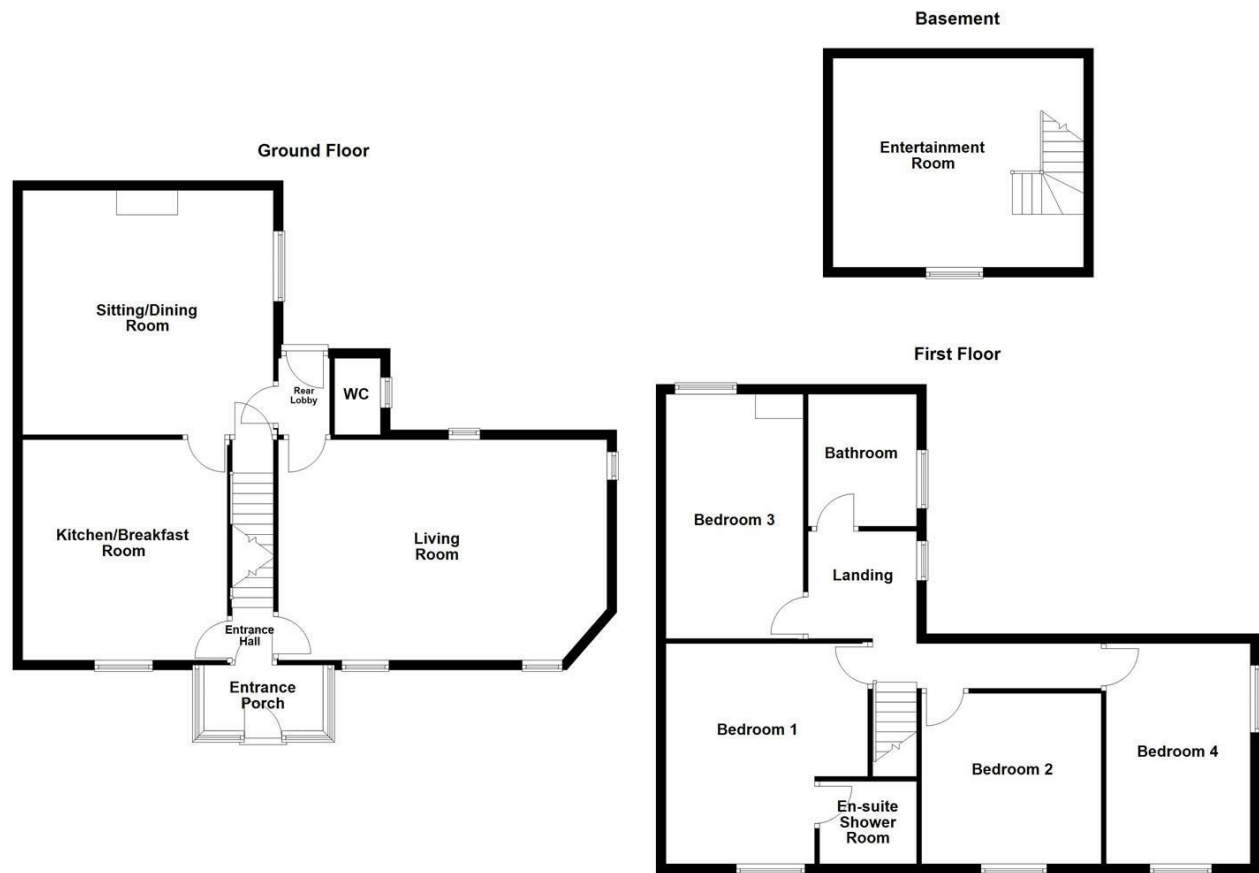 Basement
Entertainment
Room
Ground Floor
Sitting/Dining
Room
Rear
Lobby
WC
Kitchen/Breakfast
Room
Living
Room
Entrance
Hall
Entrance
Porch
First Floor
Bathroom
Bedroom 3
Landing
Bedroom 1
Bedroom 2
Bedroom 4
En-suite
Shower
Room